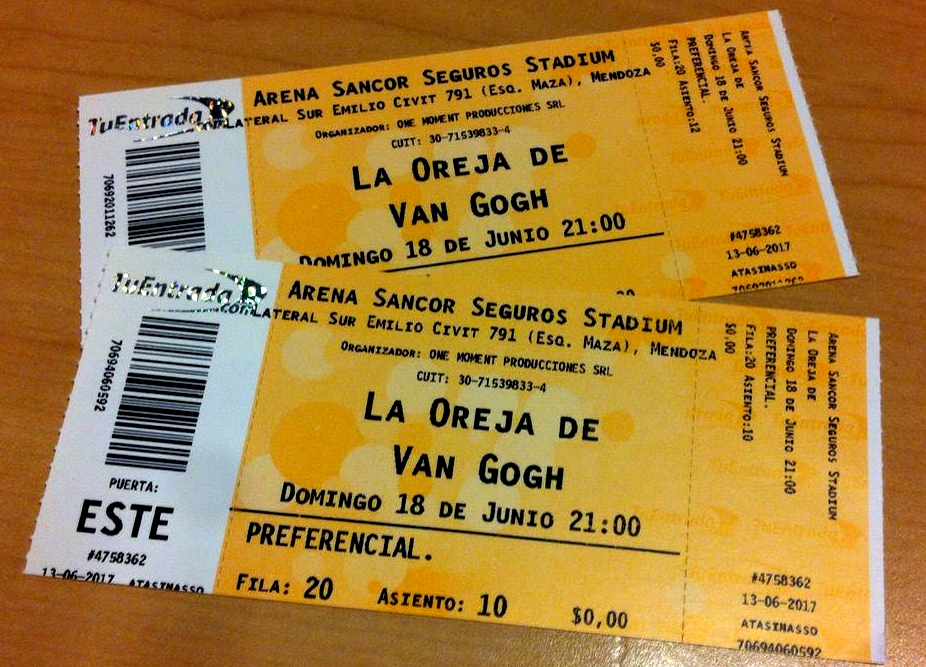 TuEntrada
70692011262
ARENA SANCOR SEGUROS STADIUM
LATERAL SUR EMILIO CIVIT 791 (ESQ. MAZA), MENDOZA
ORGANIZADOR: ONE MOMENT PRODUCCIONES SRL
CUIT: 30-71539833-4
LA OREJA DE
VAN GOGH
DOMINGO 18 DE JUNIO 21:00
ARENA SANCOR SEGUROS STADIUM
LA OREJA DE
DOMINGO 18 DE JUNIO 21:00
PREFERENCIAL.
FILA:20 ASIENTO:12
$0,00
#4758362
13-06-2017
ATASINASSO
70692011262
TuEntrada
.com
70694060592
PUERTA:
ESTE
#4758362
13-06-2017 ATASINASSO
ARENA SANCOR SEGUROS STADIUM
LATERAL SUR EMILIO CIVIT 791 (ESQ. MAZA), MENDOZA
ORGANIZADOR: ONE MOMENT PRODUCCIONES SRL
CUIT: 30-71539833-4
LA OREJA DE
VAN GOGH
DOMINGO 18 DE JUNIO 21:00
PREFERENCIAL.
FILA: 20 ASIENTO: 10 $0,00
ARENA SANCOR SEGUROS STADIUM
LA OREJA DE
DOMINGO 18 DE JUNIO 21:00
PREFERENCIAL.
FILA:20 ASIENTO:10
$0,00
#4758362
13-06-2017
ATASINASSO
70694060592